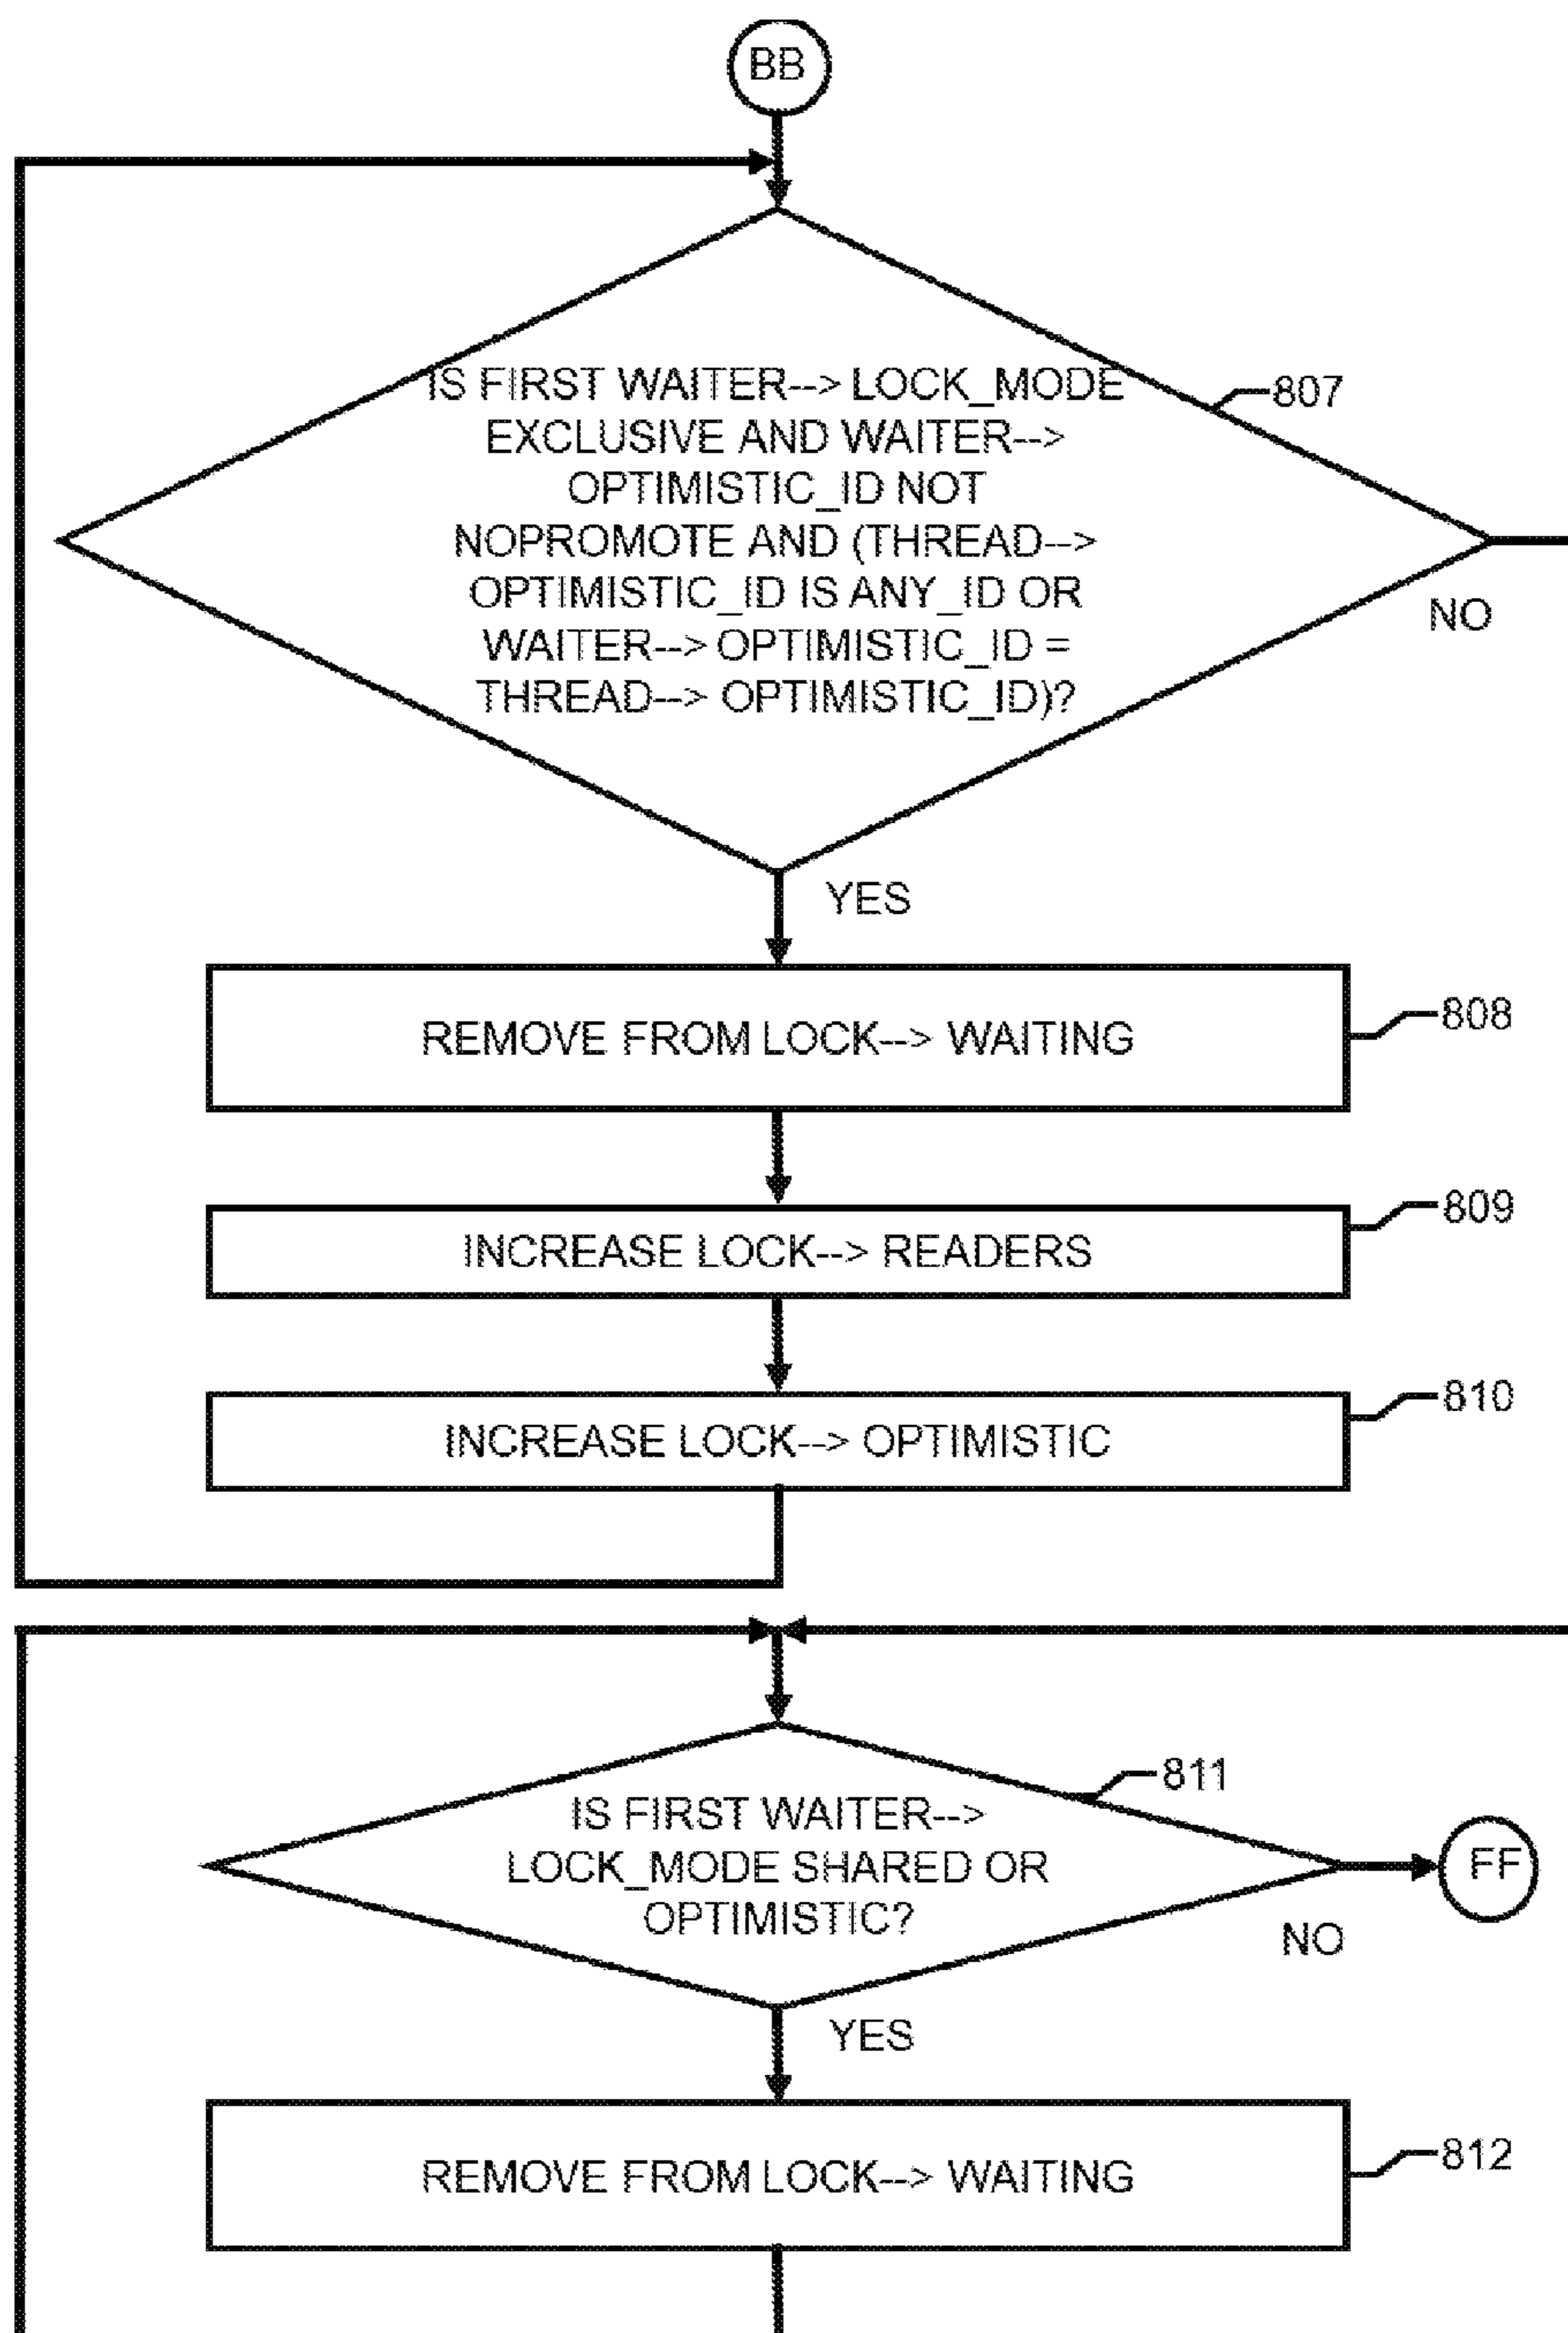 BB
IS FIRST WAITER--> LOCK_MODE
EXCLUSIVE AND WAITER-->
OPTIMISTIC_ID NOT
NOPROMOTE AND (THREAD-->
OPTIMISTIC_ID IS ANY_ID OR
WAITER--> OPTIMISTIC_ID =
THREAD--> OPTIMISTIC_ID)?
807
NO
YES
REMOVE FROM LOCK--> WAITING
808
INCREASE LOCK--> READERS
809
INCREASE LOCK--> OPTIMISTIC
810
IS FIRST WAITER-->
LOCK_MODE SHARED OR
OPTIMISTIC?
811
FF
NO
YES
REMOVE FROM LOCK--> WAITING
812